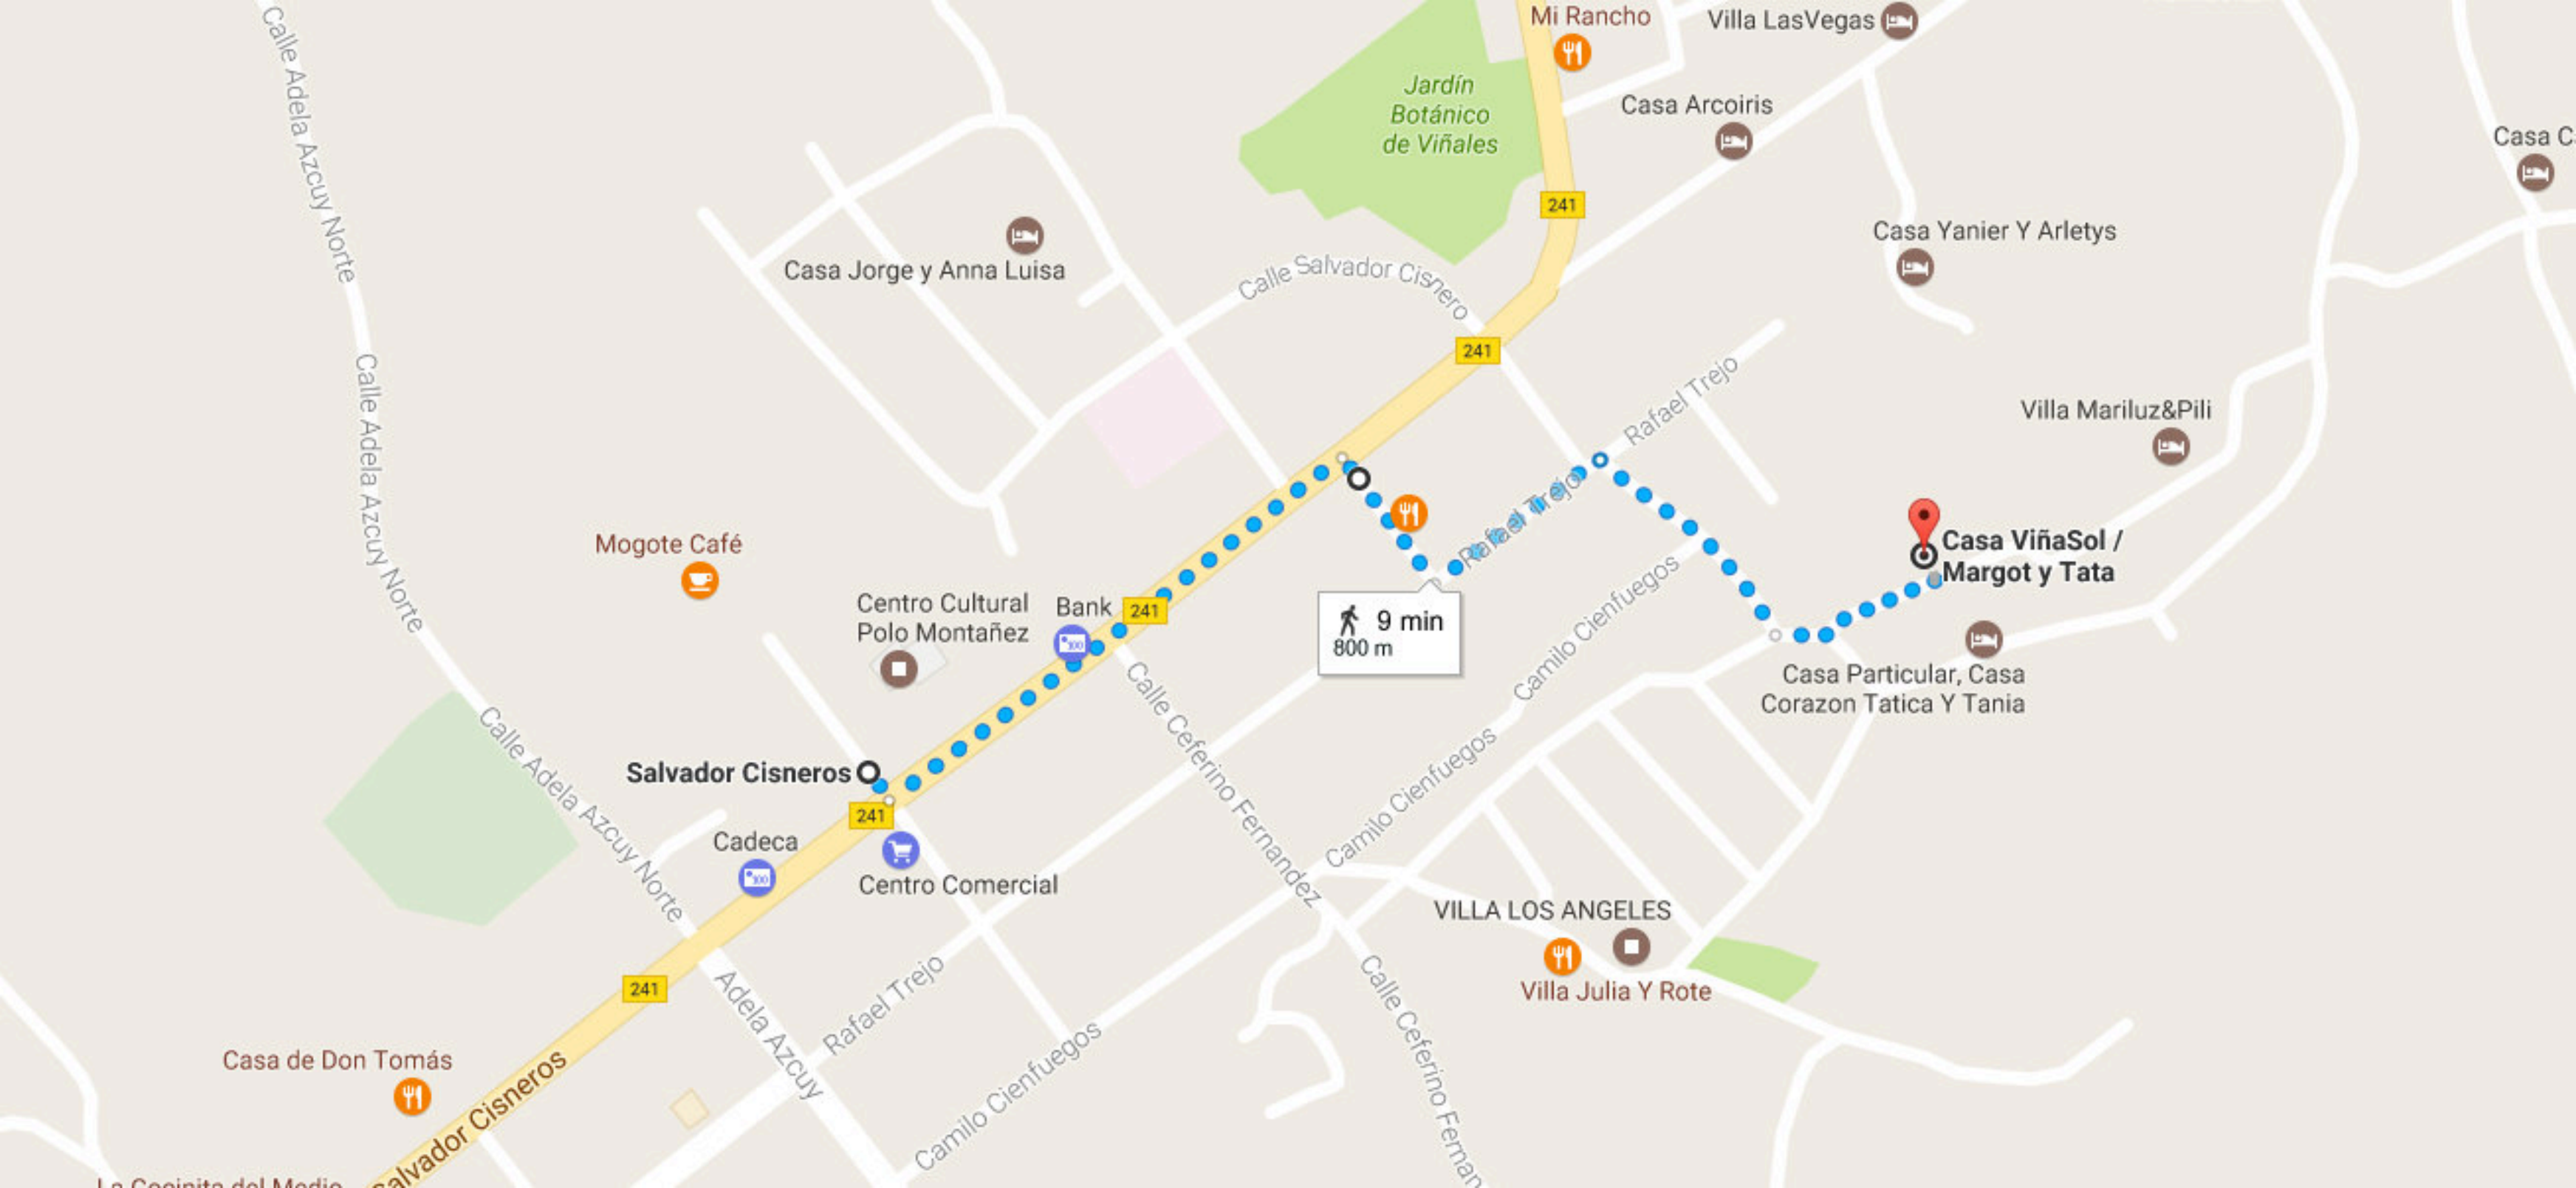 Calle Adela Azcuy Norte
Mi Rancho
Villa LasVegas
Jardín
Botánico
de Viñales
Casa Arcoiris
Casa C
241
Casa Yanier Y Arletys
Casa Jorge y Anna Luisa
Calle Salvador Cisnero
241
Calle Adela Azcuy Norte
Rafael Trejo
Villa Mariluz&Pili
Mogote Café
Rafael Trejo
Casa ViñaSol /
Margot y Tata
Centro Cultural
Polo Montañez
Bank
241
9 min
800 m
Camilo Cienfuegos
Casa Particular, Casa
Corazon Tatica Y Tania
Calle Ceferino Fernandez
Salvador Cisneros
Calle Adela Azcuy Norte
241
Cadeca
Centro Comercial
Camilo Cienfuegos
VILLA LOS ANGELES
Villa Julia Y Rote
241
Adela Azcuy
Rafael Trejo
Calle Ceferino Fernan
Casa de Don Tomás
Camilo Cienfuegos
Salvador Cisneros
La Cocinita del Medio